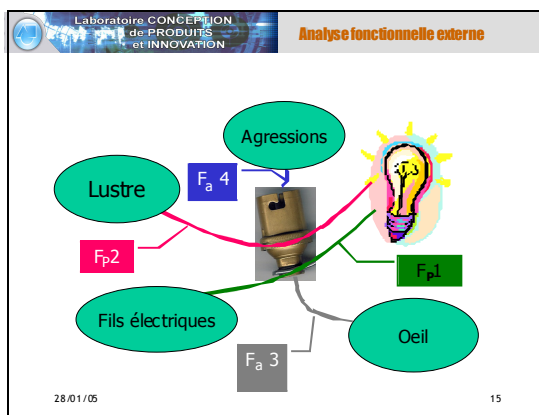 Laboratoire CONCEPTION
de PRODUITS
et INNOVATION
Analyse fonctionnelle externe
Agressions
Fa 4
Lustre
FP2
FP1
Fils électriques
Oeil
Fa 3
28/01/05
15